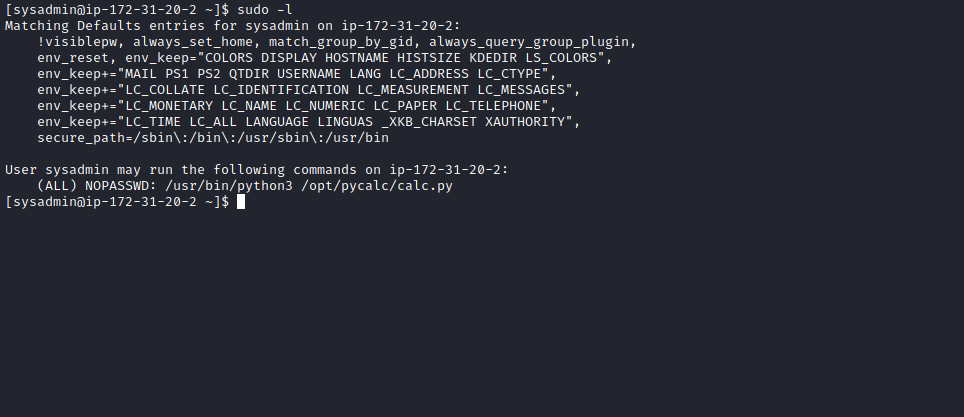 [sysadmin@ip-172-31-20-2 ~]$ sudo -l
Matching Defaults entries for sysadmin on ip-172-31-20-2:
    !visiblepw, always_set_home, match_group_by_gid, always_query_group_plugin,
    env_reset, env_keep="COLORS DISPLAY HOSTNAME HISTSIZE KDEDIR LS_COLORS",
    env_keep+="MAIL PS1 PS2 QTDIR USERNAME LANG LC_ADDRESS LC_CTYPE",
    env_keep+="LC_COLLATE LC_IDENTIFICATION LC_MEASUREMENT LC_MESSAGES",
    env_keep+="LC_MONETARY LC_NAME LC_NUMERIC LC_PAPER LC_TELEPHONE",
    env_keep+="LC_TIME LC_ALL LANGUAGE LINGUAS _XKB_CHARSET XAUTHORITY",
    secure_path=/sbin\:/bin\:/usr/sbin\:/usr/bin

User sysadmin may run the following commands on ip-172-31-20-2:
    (ALL) NOPASSWD: /usr/bin/python3 /opt/pycalc/calc.py
[sysadmin@ip-172-31-20-2 ~]$